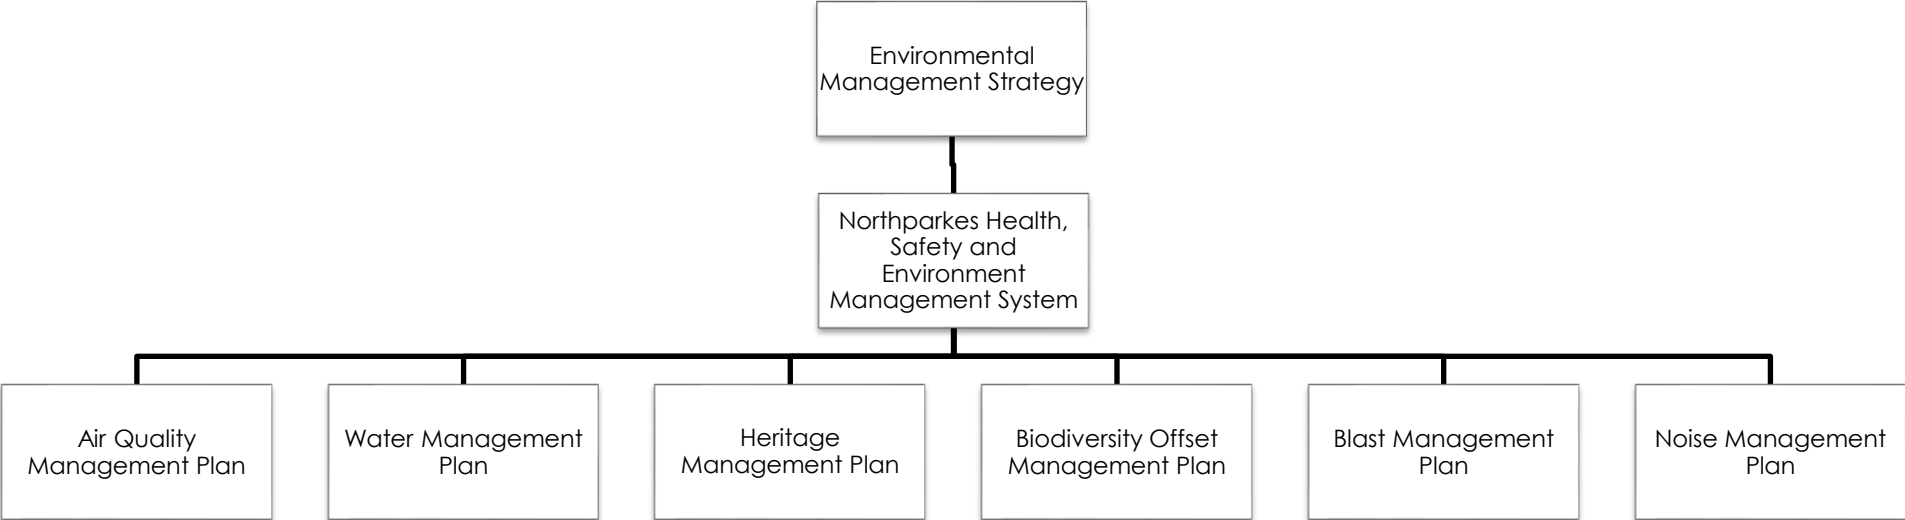 Environmental
Management Strategy
Northparkes Health,
Safety and
Environment
Management System
Air Quality
Management Plan
Water Management
Plan
Heritage
Management Plan
Biodiversity Offset
Management Plan
Blast Management
Plan
Noise Management
Plan